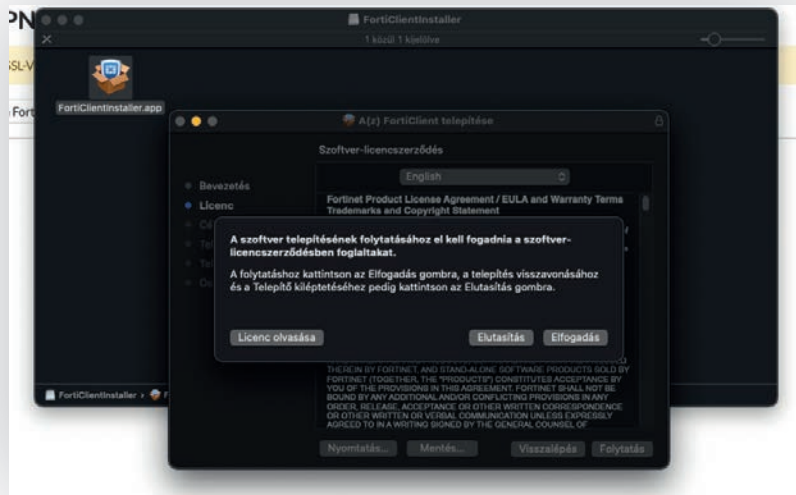 PN
SSL-V
Fort
FortiClientInstaller
1 közül 1 kijelölve
FortiClientInstaller.app
A(z) FortiClient telepítése
Szoftver-licencszerződés
English
Bevezetés
Licenc
Fortinet Product License Agreement / EULA and Warranty Terms
Trademarks and Copyright Statement
A szoftver telepítésének folytatásához el kell fogadnia a szoftver-
licencszerződésben foglaltakat.
A folytatáshoz kattintson az Elfogadás gombra, a telepítés visszavonásához
és a Telepítő kiléptetéséhez pedig kattintson az Elutasítás gombra.
Licenc olvasása
Elutasítás
Elfogadás
THEREIN BY FORTINET, AND STAND-ALONE SOFTWARE PRODUCTS SOLD BY
FORTINET (TOGETHER, THE "PRODUCTS") CONSTITUTES ACCEPTANCE BY
YOU OF THE PROVISIONS IN THIS AGREEMENT. FORTINET SHALL NOT BE
BOUND BY ANY ADDITIONAL AND/OR CONFLICTING PROVISIONS IN ANY
ORDER, RELEASE, ACCEPTANCE OR OTHER WRITTEN CORRESPONDENCE
OR OTHER WRITTEN OR VERBAL COMMUNICATION UNLESS EXPRESSLY
AGREED TO IN A WRITING SIGNED BY THE GENERAL COUNSEL OF
FortiClientInstaller › F
Nyomtatás...
Mentés...
Visszalépés
Folytatás